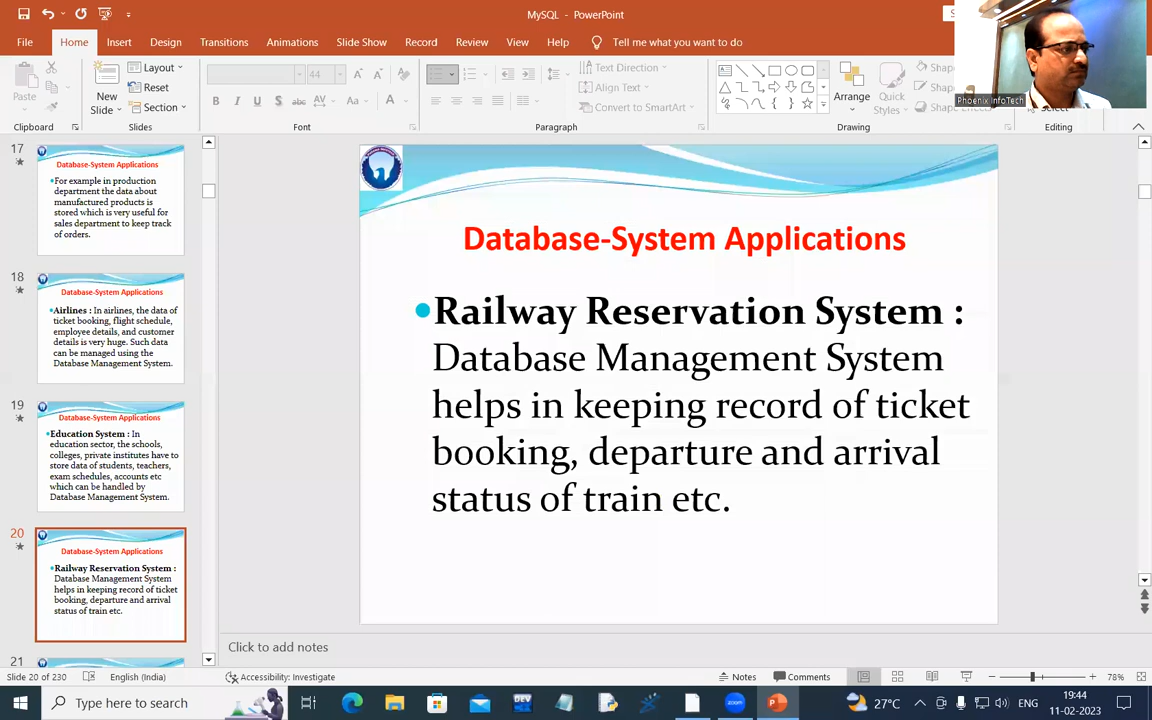 MySQL - PowerPoint
File Home Insert Design Transitions Animations Slide Show Record Review View Help Tell me what you want to do
Paste
New
Slide
Layout
Reset
Section
44
Text Direction
Align Text
Convert to SmartArt
Arrange
Quick
Styles
Phoenix InfoTech
Clipboard Slides Font Paragraph Drawing Editing
17
Database-System Applications
•For example in production
department the data about
manufactured products is
stored which is very useful for
sales department to keep track
of orders.
18
Database-System Applications
•Airlines : In airlines, the data of
ticket booking, flight schedule,
employee details, and customer
details is very huge. Such data
can be managed using the
Database Management System.
19
Database-System Applications
•Education System : In
education sector, the schools,
colleges, private institutes have to
store data of students, teachers,
exam schedules, accounts etc
which can be handled by
Database Management System.
20
Database-System Applications
•Railway Reservation System :
Database Management System
helps in keeping record of ticket
booking, departure and arrival
status of train etc.
21
Database-System Applications
•Railway Reservation System :
Database Management System
helps in keeping record of ticket
booking, departure and arrival
status of train etc.
Click to add notes
Slide 20 of 230 English (India) Accessibility: Investigate Notes Comments 78%
Type here to search
27°C ENG
19:44
11-02-2023